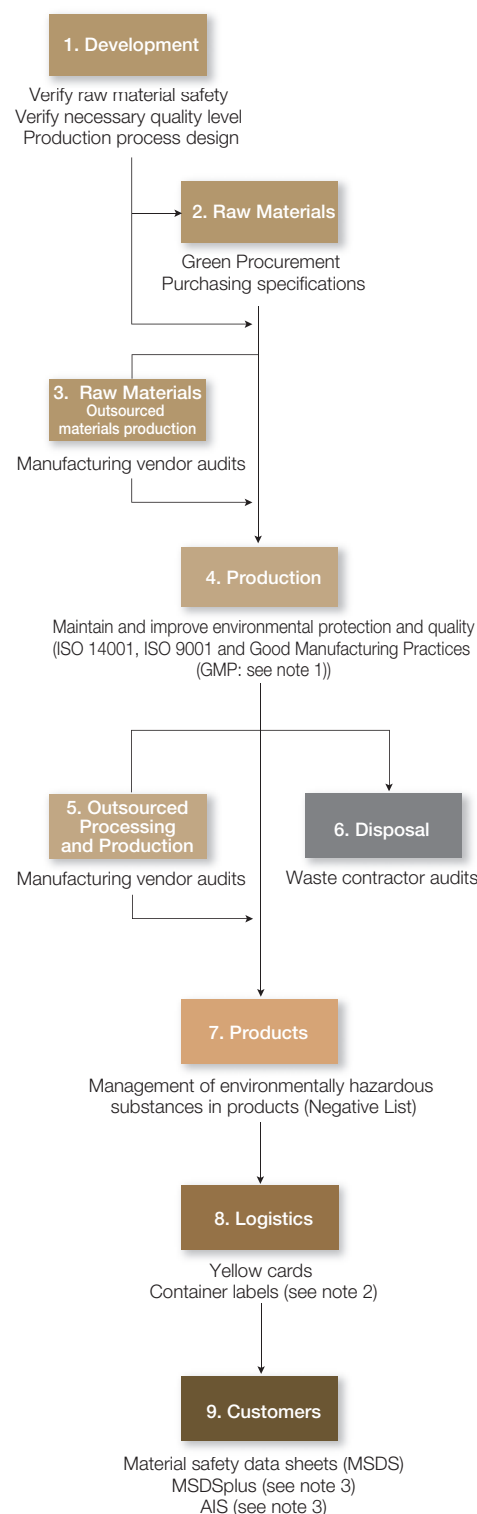 1. Development
Verify raw material safety
Verify necessary quality level
Production process design
2. Raw Materials
Green Procurement
Purchasing specifications
3. Raw Materials
Outsourced
materials production
Manufacturing vendor audits
4. Production
Maintain and improve environmental protection and quality
(ISO 14001, ISO 9001 and Good Manufacturing Practices
(GMP: see note 1))
5. Outsourced
Processing
and Production
Manufacturing vendor audits
6. Disposal
Waste contractor audits
7. Products
Management of environmentally hazardous
substances in products (Negative List)
8. Logistics
Yellow cards
Container labels (see note 2)
9. Customers
Material safety data sheets (MSDS)
MSDSplus (see note 3)
AIS (see note 3)